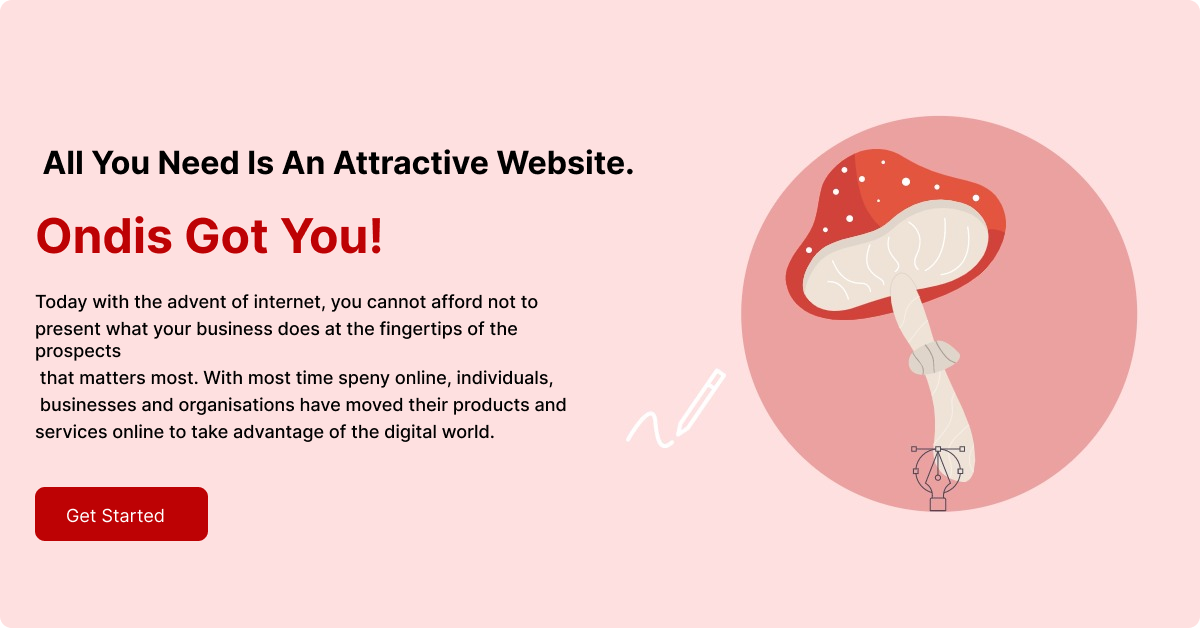 All You Need Is An Attractive Website.
Ondis Got You!
Today with the advent of internet, you cannot afford not to
present what your business does at the fingertips of the
prospects
that matters most. With most time speny online, individuals,
businesses and organisations have moved their products and
services online to take advantage of the digital world.
Get Started